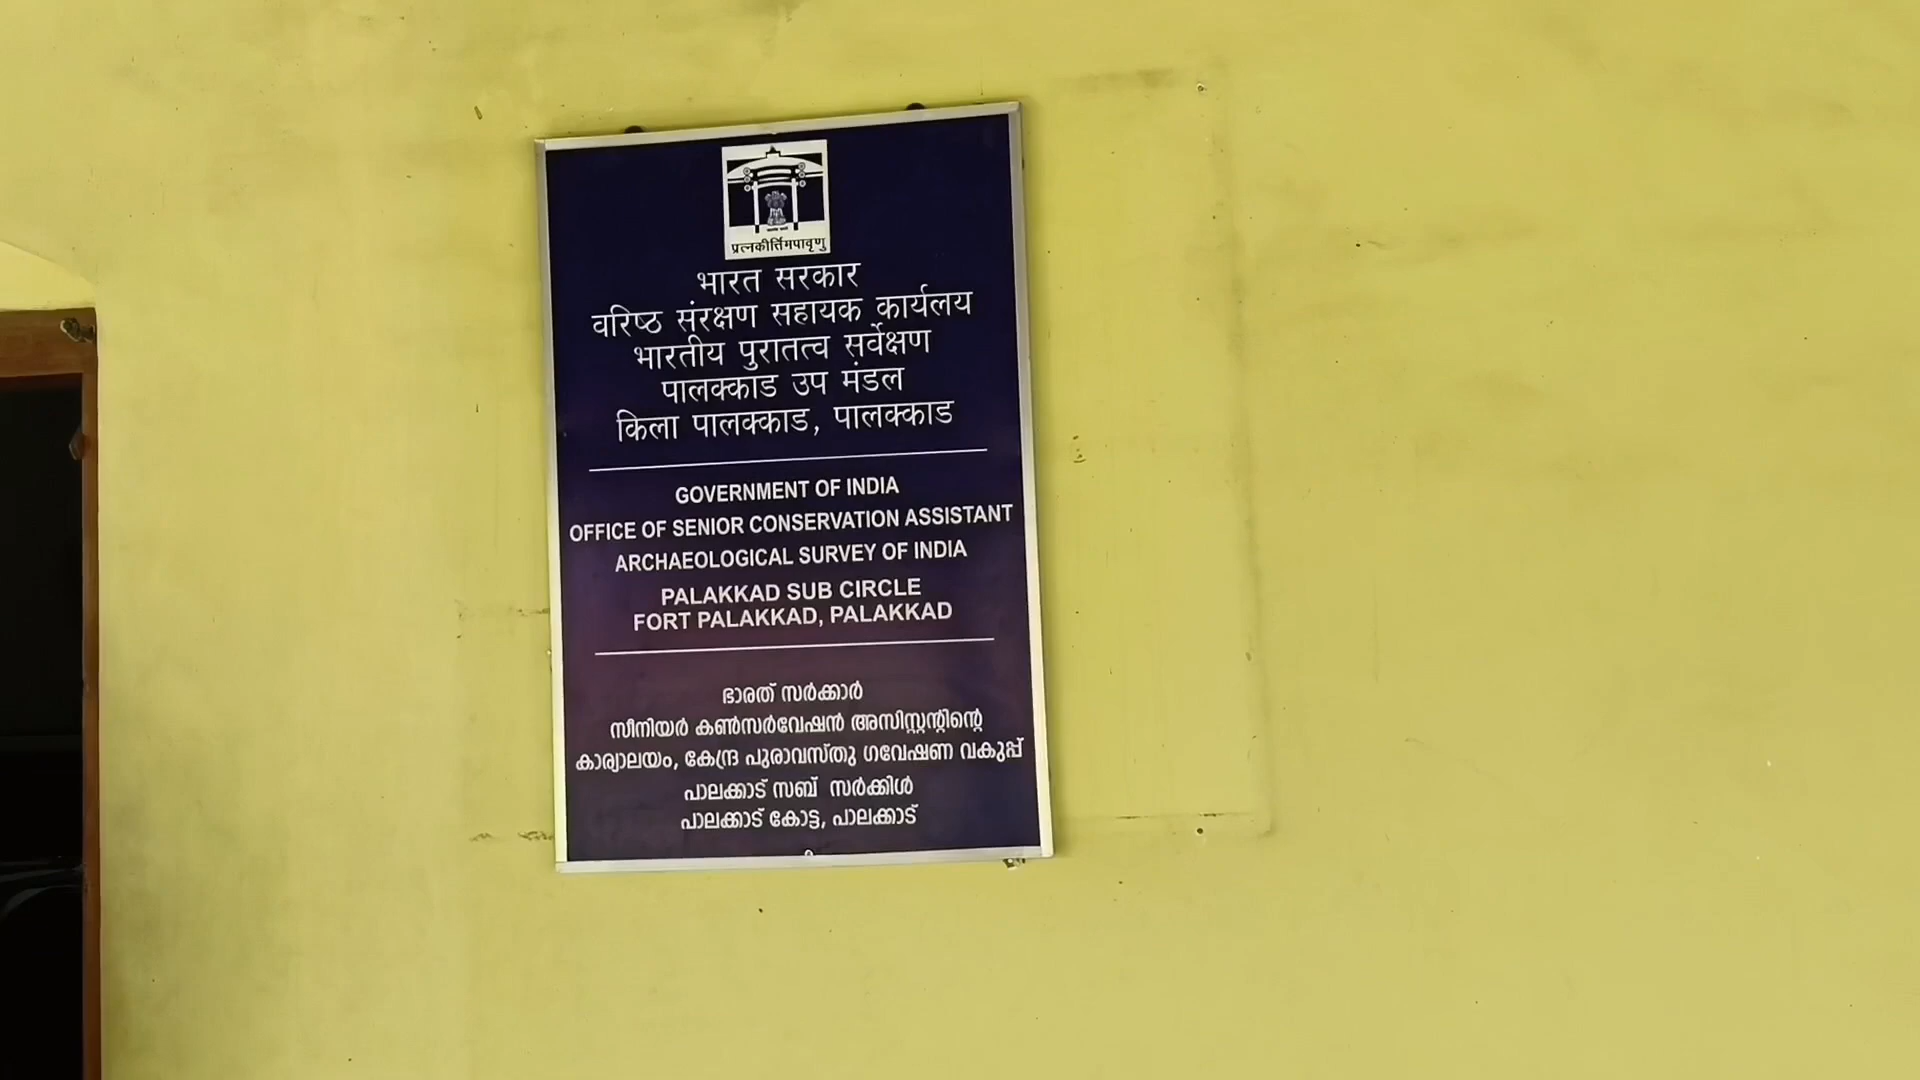 प्रत्नकीर्तिमपावृणु
भारत सरकार
वरिष्ठ संरक्षण सहायक कार्यलय
भारतीय पुरातत्व सर्वेक्षण
पालक्काड उप मंडल
किला पालक्काड, पालक्काड
GOVERNMENT OF INDIA
OFFICE OF SENIOR CONSERVATION ASSISTANT
ARCHAEOLOGICAL SURVEY OF INDIA
PALAKKAD SUB CIRCLE
FORT PALAKKAD, PALAKKAD
ഭാരത് സർക്കാർ
സീനിയർ കൺസർവേഷൻ അസിസ്റ്റന്റിന്റെ
കാര്യാലയം, കേന്ദ്ര പുരാവസ്തു ഗവേഷണ വകുപ്പ്
പാലക്കാട് സബ് സർക്കിൾ
പാലക്കാട് കോട്ട, പാലക്കാട്